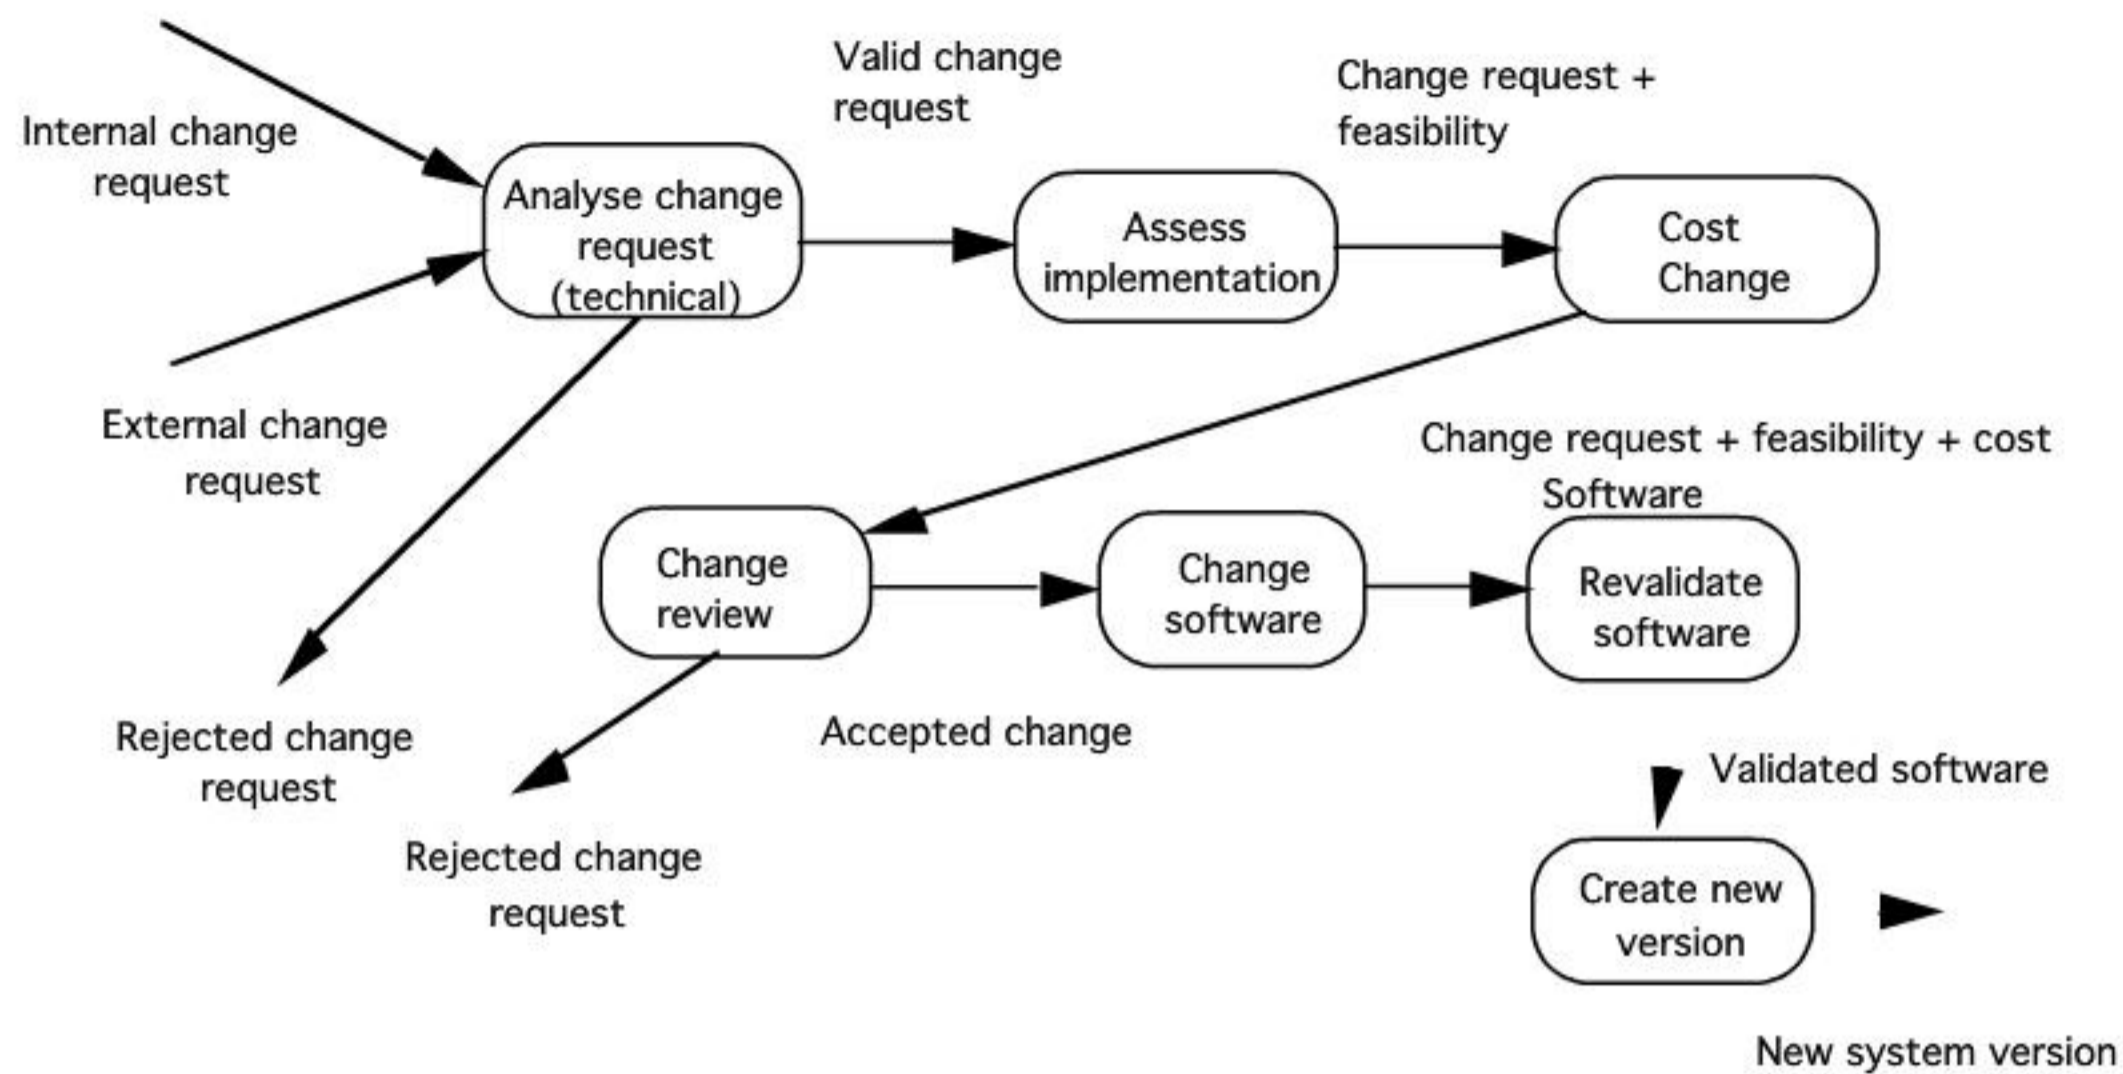 Internal change
request
External change
request
Analyse change
request
(technical)
Valid change
request
Assess
implementation
Change request +
feasibility
Cost
Change
Change request + feasibility + cost
Software
Rejected change
request
Change
review
Rejected change
request
Accepted change
Change
software
Revalidate
software
Validated software
Create new
version
New system version